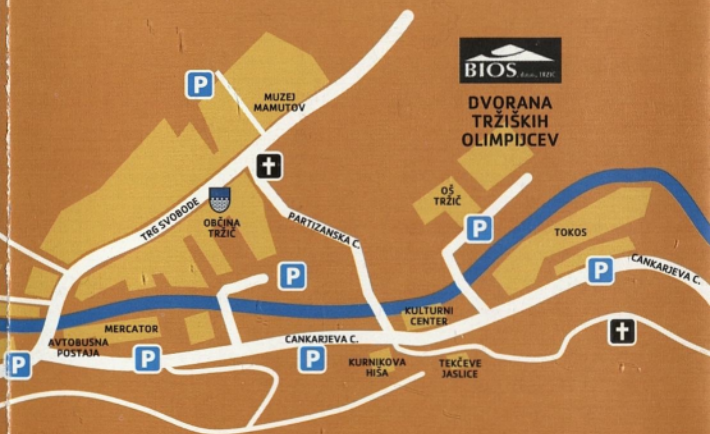 BIOS d.o.o., TRŽIČ
DVORANA
TRŽIŠKIH
OLIMPIJCEV
P
MUZEJ
MAMUTOV
TRG SVOBODE
OBČINA
TRŽIČ
PARTIZANSKA C.
OŠ
TRŽIČ
P
TOKOS
P
P
CANKARJEVA C.
KULTURNI
CENTER
MERCATOR
AVTOBUSNA
POSTAJA
CANKARJEVA C.
P
P
P
KURNIKOVA
HIŠA
TEKČEVE
JASLICE